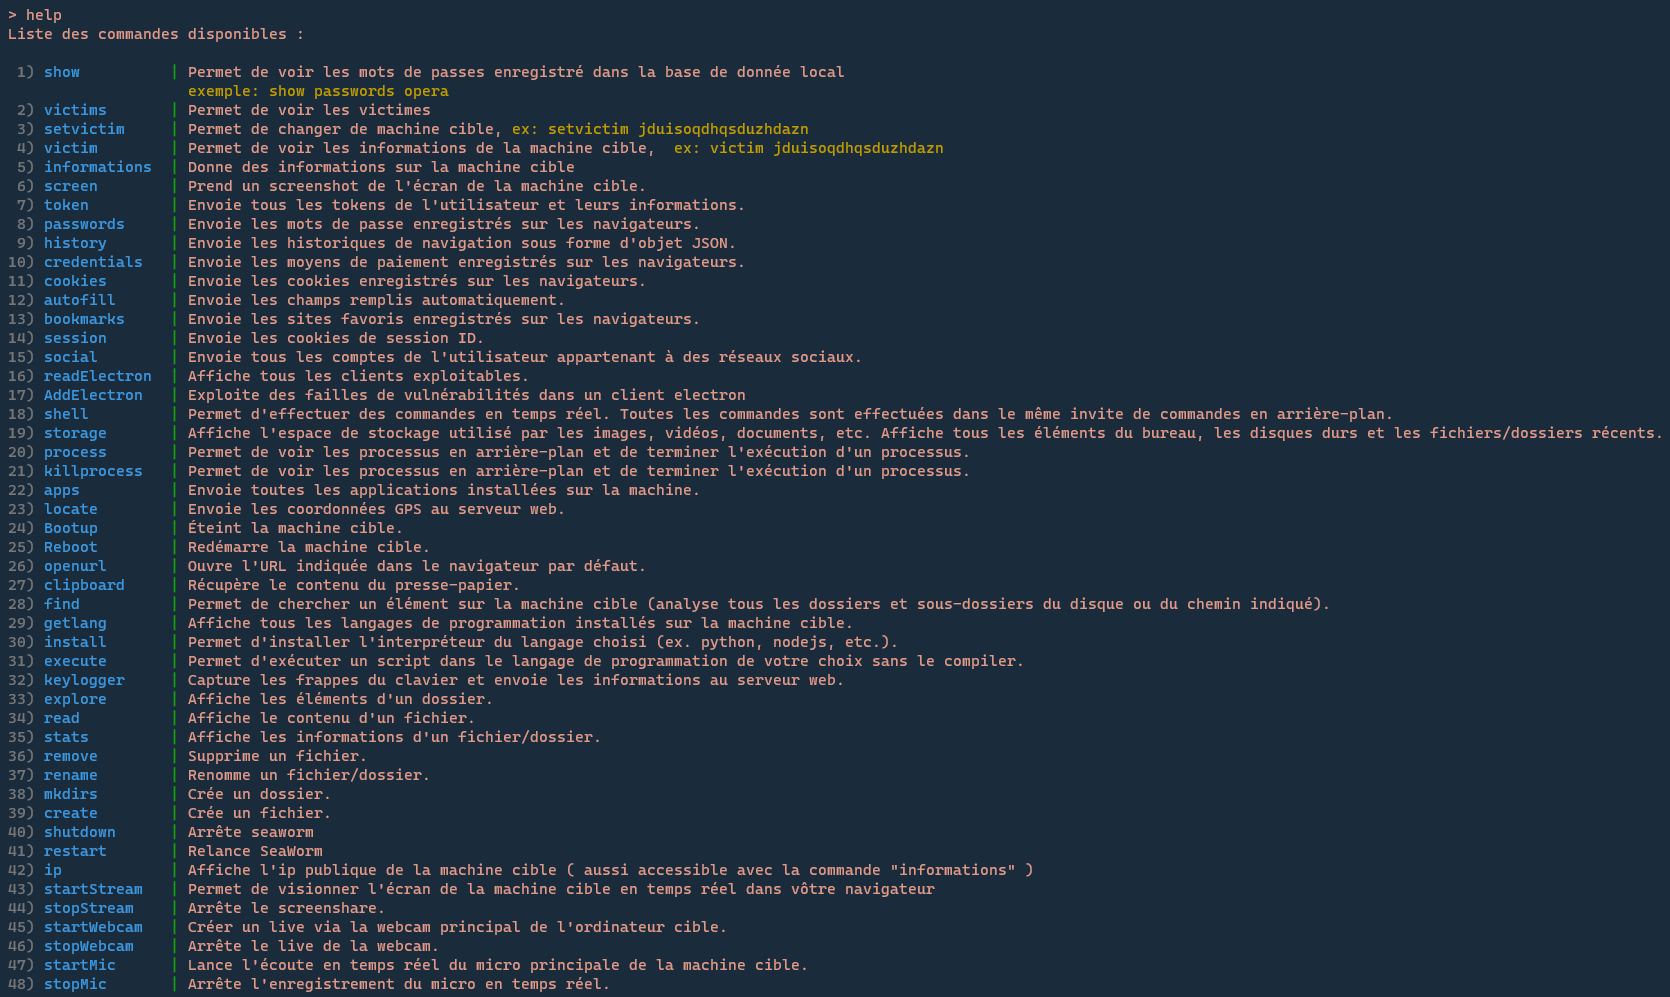 > help
Liste des commandes disponibles :
1) show | Permet de voir les mots de passes enregistré dans la base de donnée local
exemple: show passwords opera
2) victims | Permet de voir les victimes
3) setvictim | Permet de changer de machine cible, ex: setvictim jduisoqdhqsduzhdazn
4) victim | Permet de voir les informations de la machine cible,  ex: victim jduisoqdhqsduzhdazn
5) informations | Donne des informations sur la machine cible
6) screen | Prend un screenshot de l'écran de la machine cible.
7) token | Envoie tous les tokens de l'utilisateur et leurs informations.
8) passwords | Envoie les mots de passe enregistrés sur les navigateurs.
9) history | Envoie les historiques de navigation sous forme d'objet JSON.
10) credentials | Envoie les moyens de paiement enregistrés sur les navigateurs.
11) cookies | Envoie les cookies enregistrés sur les navigateurs.
12) autofill | Envoie les champs remplis automatiquement.
13) bookmarks | Envoie les sites favoris enregistrés sur les navigateurs.
14) session | Envoie les cookies de session ID.
15) social | Envoie tous les comptes de l'utilisateur appartenant à des réseaux sociaux.
16) readElectron | Affiche tous les clients exploitables.
17) AddElectron | Exploite des failles de vulnérabilités dans un client electron
18) shell | Permet d'effectuer des commandes en temps réel. Toutes les commandes sont effectuées dans le même invite de commandes en arrière-plan.
19) storage | Affiche l'espace de stockage utilisé par les images, vidéos, documents, etc. Affiche tous les éléments du bureau, les disques durs et les fichiers/dossiers récents.
20) process | Permet de voir les processus en arrière-plan et de terminer l'exécution d'un processus.
21) killprocess | Permet de voir les processus en arrière-plan et de terminer l'exécution d'un processus.
22) apps | Envoie toutes les applications installées sur la machine.
23) locate | Envoie les coordonnées GPS au serveur web.
24) Bootup | Éteint la machine cible.
25) Reboot | Redémarre la machine cible.
26) openurl | Ouvre l'URL indiquée dans le navigateur par défaut.
27) clipboard | Récupère le contenu du presse-papier.
28) find | Permet de chercher un élément sur la machine cible (analyse tous les dossiers et sous-dossiers du disque ou du chemin indiqué).
29) getlang | Affiche tous les langages de programmation installés sur la machine cible.
30) install | Permet d'installer l'interpréteur du langage choisi (ex. python, nodejs, etc.).
31) execute | Permet d'exécuter un script dans le langage de programmation de votre choix sans le compiler.
32) keylogger | Capture les frappes du clavier et envoie les informations au serveur web.
33) explore | Affiche les éléments d'un dossier.
34) read | Affiche le contenu d'un fichier.
35) stats | Affiche les informations d'un fichier/dossier.
36) remove | Supprime un fichier.
37) rename | Renomme un fichier/dossier.
38) mkdirs | Crée un dossier.
39) create | Crée un fichier.
40) shutdown | Arrête seaworm
41) restart | Relance SeaWorm
42) ip | Affiche l'ip publique de la machine cible ( aussi accessible avec la commande "informations" )
43) startStream | Permet de visionner l'écran de la machine cible en temps réel dans vôtre navigateur
44) stopStream | Arrête le screenshare.
45) startWebcam | Créer un live via la webcam principal de l'ordinateur cible.
46) stopWebcam | Arrête le live de la webcam.
47) startMic | Lance l'écoute en temps réel du micro principale de la machine cible.
48) stopMic | Arrête l'enregistrement du micro en temps réel.